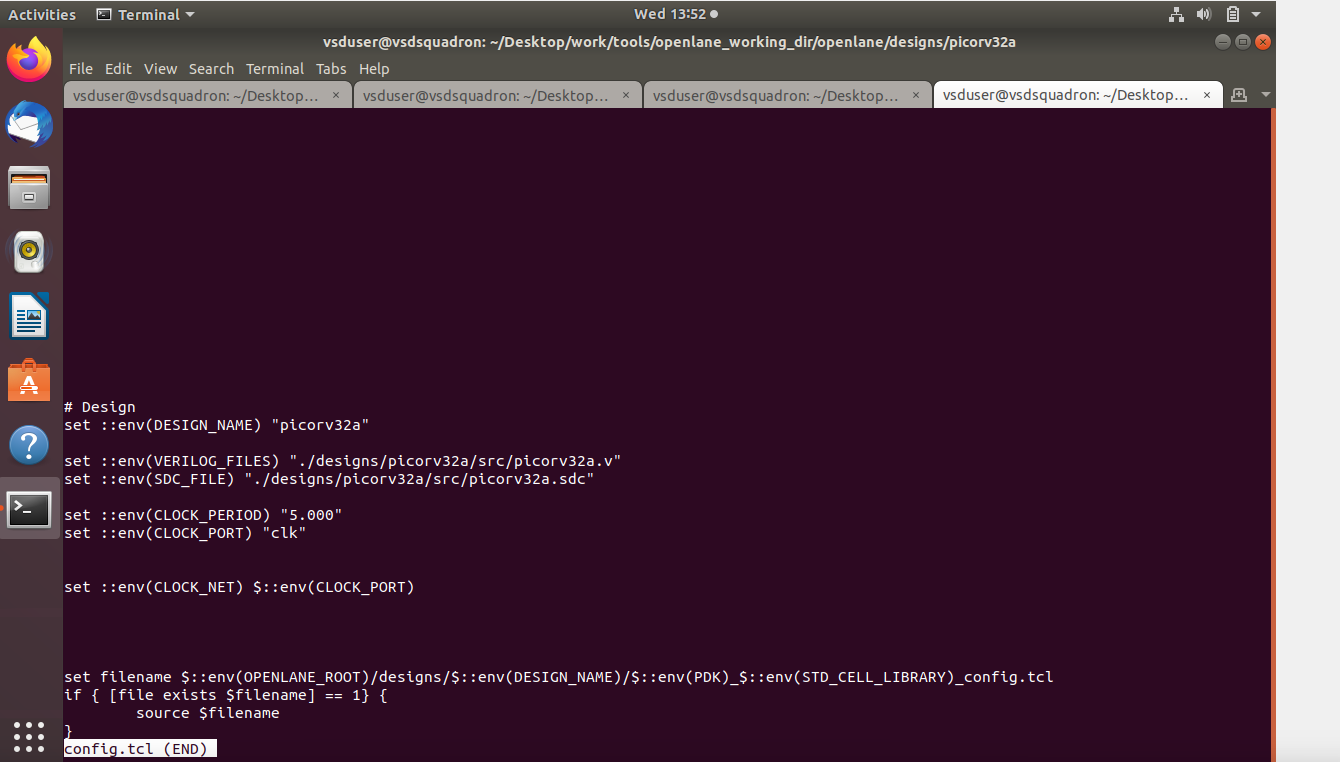 Activities Terminal Wed 13:52
vsduser@vsdsquadron: ~/Desktop/work/tools/openlane_working_dir/openlane/designs/picorv32a
File Edit View Search Terminal Tabs Help
vsduser@vsdsquadron: ~/Desktop... × vsduser@vsdsquadron: ~/Desktop... × vsduser@vsdsquadron: ~/Desktop... × vsduser@vsdsquadron: ~/Desktop... ×
# Design
set ::env(DESIGN_NAME) "picorv32a"
set ::env(VERILOG_FILES) "./designs/picorv32a/src/picorv32a.v"
set ::env(SDC_FILE) "./designs/picorv32a/src/picorv32a.sdc"
set ::env(CLOCK_PERIOD) "5.000"
set ::env(CLOCK_PORT) "clk"
set ::env(CLOCK_NET) $::env(CLOCK_PORT)
set filename $::env(OPENLANE_ROOT)/designs/$::env(DESIGN_NAME)/$::env(PDK)_$::env(STD_CELL_LIBRARY)_config.tcl
if { [file exists $filename] == 1} {
        source $filename
}
config.tcl (END)